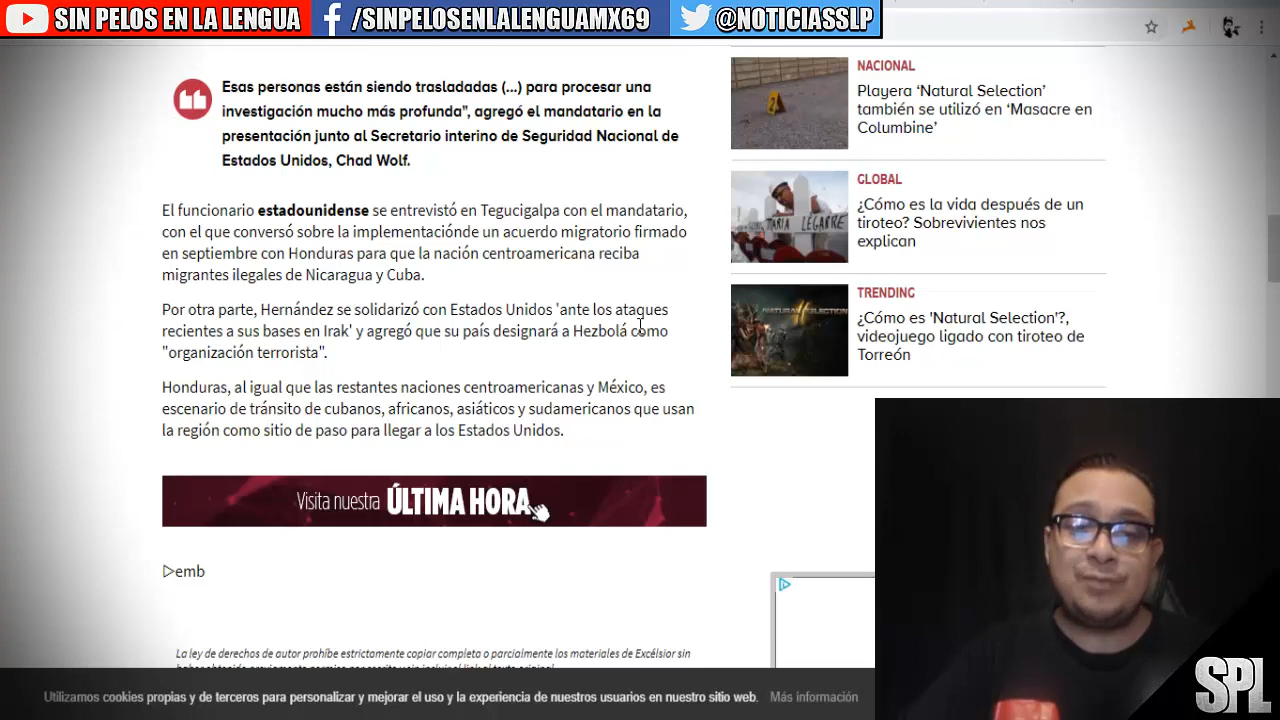 SIN PELOS EN LA LENGUA
/SINPELOSENLALENGUAMX69
@NOTICIASSLP
Esas personas están siendo trasladadas (...) para procesar una
investigación mucho más profunda", agregó el mandatario en la
presentación junto al Secretario interino de Seguridad Nacional de
Estados Unidos, Chad Wolf.
El funcionario estadounidense se entrevistó en Tegucigalpa con el mandatario,
con el que conversó sobre la implementaciónde un acuerdo migratorio firmado
en septiembre con Honduras para que la nación centroamericana reciba
migrantes ilegales de Nicaragua y Cuba.
Por otra parte, Hernández se solidarizó con Estados Unidos 'ante los ataques
recientes a sus bases en Irak' y agregó que su país designará a Hezbolá como
"organización terrorista".
Honduras, al igual que las restantes naciones centroamericanas y México, es
escenario de tránsito de cubanos, africanos, asiáticos y sudamericanos que usan
la región como sitio de paso para llegar a los Estados Unidos.
Visita nuestra ÚLTIMA HORA
emb
La ley de derechos de autor prohíbe estrictamente copiar completa o parcialmente los materiales de Excélsior sin
NACIONAL
Playera ‘Natural Selection’
también se utilizó en ‘Masacre en
Columbine’
GLOBAL
¿Cómo es la vida después de un
tiroteo? Sobrevivientes nos
explican
TRENDING
¿Cómo es 'Natural Selection'?,
videojuego ligado con tiroteo de
Torreón
Utilizamos cookies propias y de terceros para personalizar y mejorar el uso y la experiencia de nuestros usuarios en nuestro sitio web. Más información
SPL